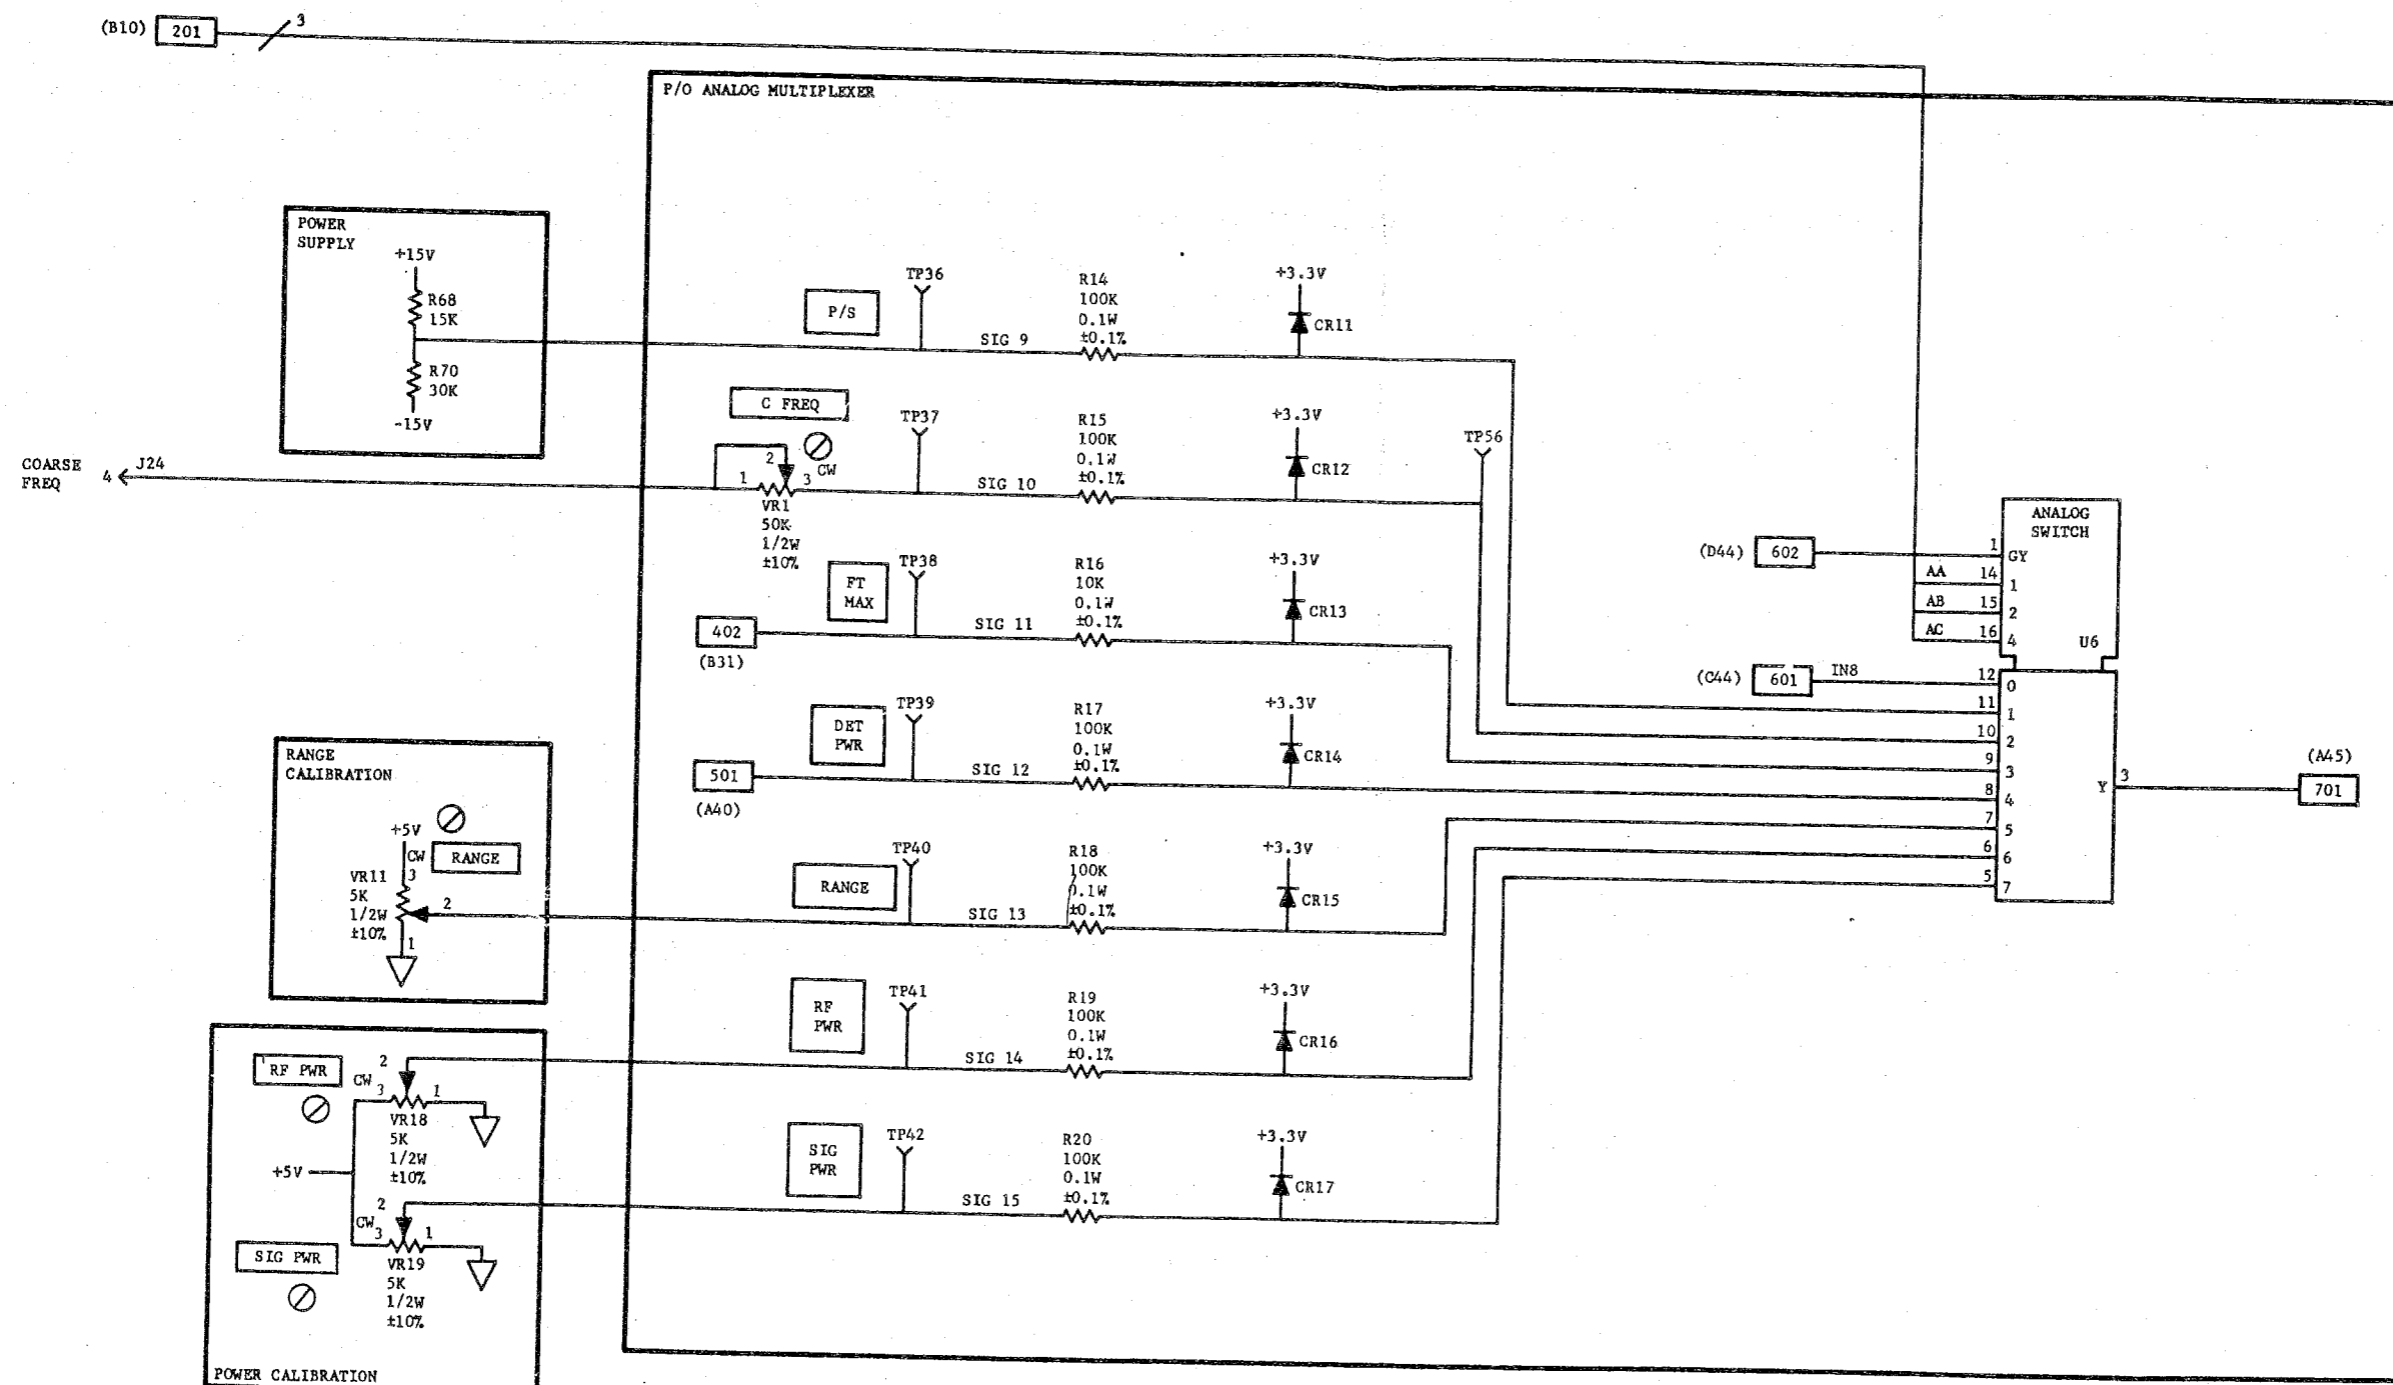 (B10) 201 3
P/O ANALOG MULTIPLEXER
POWER
SUPPLY
+15V
R68
15K
R70
30K
-15V
P/S
TP36
SIG 9
R14
100K
0.1W
±0.1%
+3.3V
CR11
COARSE
FREQ
4 J24
C FREQ
1 2 3 CW
VR1
50K
1/2W
±10%
TP37
SIG 10
R15
100K
0.1W
±0.1%
+3.3V
CR12
TP56
FT
MAX
402
(B31)
TP38
SIG 11
R16
10K
0.1W
±0.1%
+3.3V
CR13
DET
PWR
501
(A40)
TP39
SIG 12
R17
100K
0.1W
±0.1%
+3.3V
CR14
RANGE
CALIBRATION
+5V
CW RANGE
3
VR11
5K
1/2W
±10%
2
1
RANGE
TP40
SIG 13
R18
100K
0.1W
±0.1%
+3.3V
CR15
RF PWR
CW 2
3 1
VR18
5K
1/2W
±10%
+5V
RF
PWR
TP41
SIG 14
R19
100K
0.1W
±0.1%
+3.3V
CR16
SIG PWR
CW 2
3 1
VR19
5K
1/2W
±10%
POWER CALIBRATION
SIG
PWR
TP42
SIG 15
R20
100K
0.1W
±0.1%
+3.3V
CR17
ANALOG
SWITCH
(D44) 602 1 GY
AA 14 1
AB 15 2
AC 16 4
U6
(C44) 601 IN8 12 0
11 1
10 2
9 3
8 4
7 5
6 6
5 7
Y 3
(A45)
701